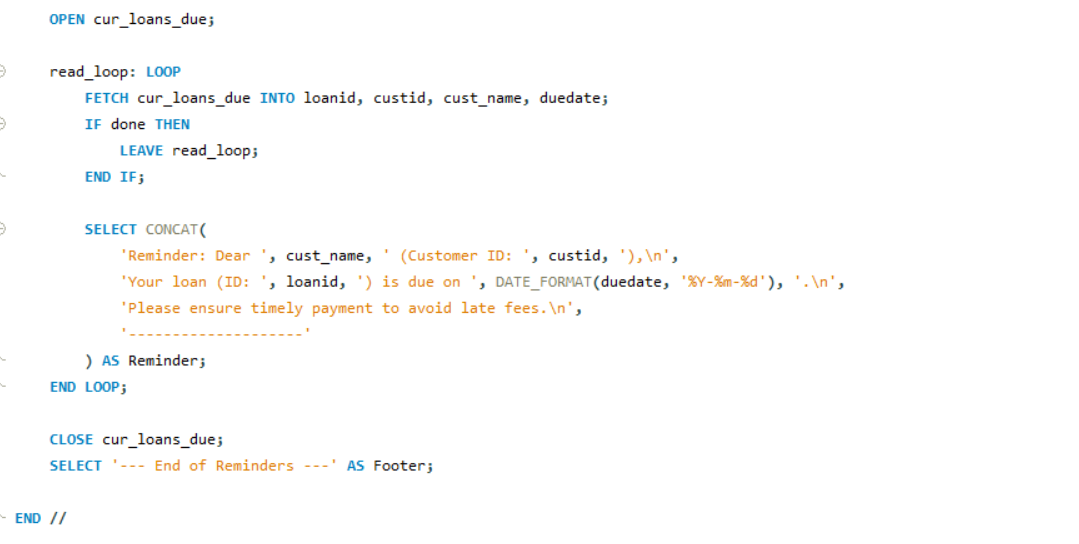 OPEN cur_loans_due;
read_loop: LOOP
FETCH cur_loans_due INTO loanid, custid, cust_name, duedate;
IF done THEN
LEAVE read_loop;
END IF;
SELECT CONCAT(
'Reminder: Dear ', cust_name, ' (Customer ID: ', custid, '),\n',
'Your loan (ID: ', loanid, ') is due on ', DATE_FORMAT(duedate, '%Y-%m-%d'), '.\n',
'Please ensure timely payment to avoid late fees.\n',
'--------------------'
) AS Reminder;
END LOOP;
CLOSE cur_loans_due;
SELECT '--- End of Reminders ---' AS Footer;
END //